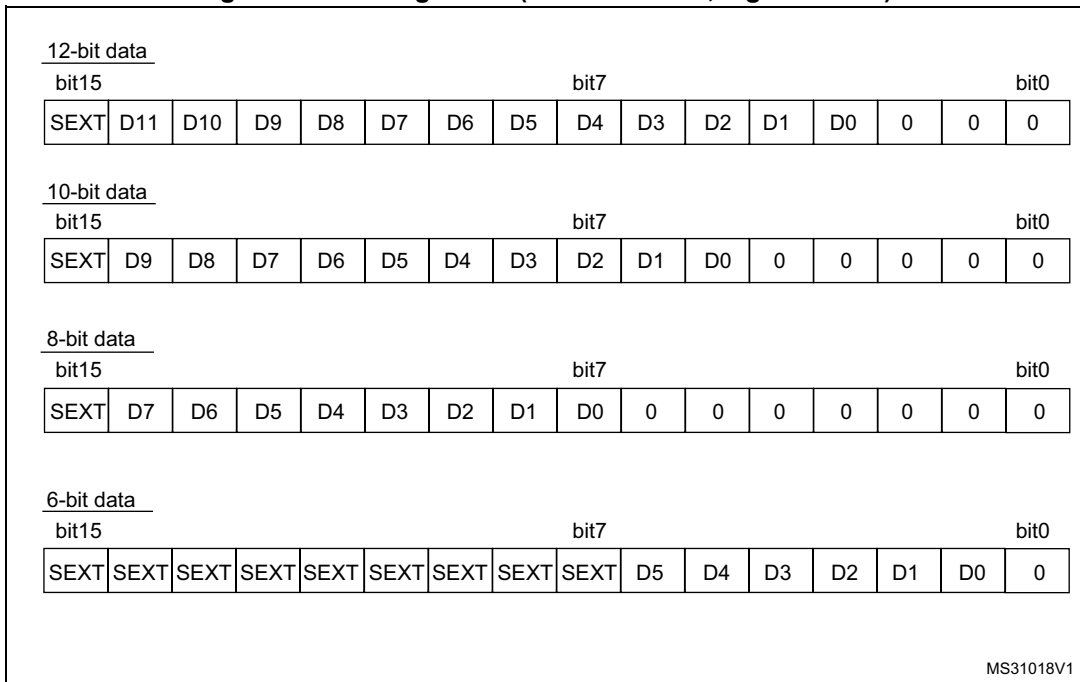 12-bit data
bit15 bit7 bit0
SEXT D11 D10 D9 D8 D7 D6 D5 D4 D3 D2 D1 D0 0 0 0
10-bit data
bit15 bit7 bit0
SEXT D9 D8 D7 D6 D5 D4 D3 D2 D1 D0 0 0 0 0 0
8-bit data
bit15 bit7 bit0
SEXT D7 D6 D5 D4 D3 D2 D1 D0 0 0 0 0 0 0 0
6-bit data
bit15 bit7 bit0
SEXT SEXT SEXT SEXT SEXT SEXT SEXT SEXT SEXT D5 D4 D3 D2 D1 D0 0
MS31018V1